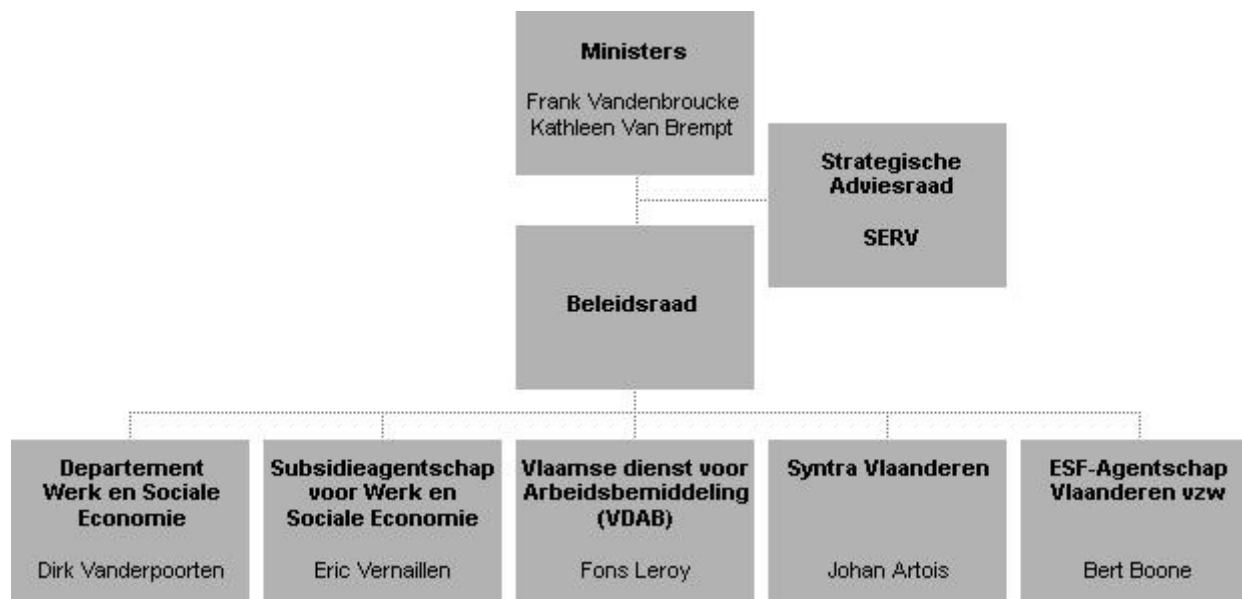 Ministers
Frank Vandenbroucke
Kathleen Van Brempt
Strategische
Adviesraad
SERV
Beleidsraad
Departement
Werk en Sociale
Economie
Dirk Vanderpoorten
Subsidieagentschap
voor Werk en
Sociale Economie
Eric Vernaillen
Vlaamse dienst voor
Arbeidsbemiddeling
(VDAB)
Fons Leroy
Syntra Vlaanderen
Johan Artois
ESF-Agentschap
Vlaanderen vzw
Bert Boone